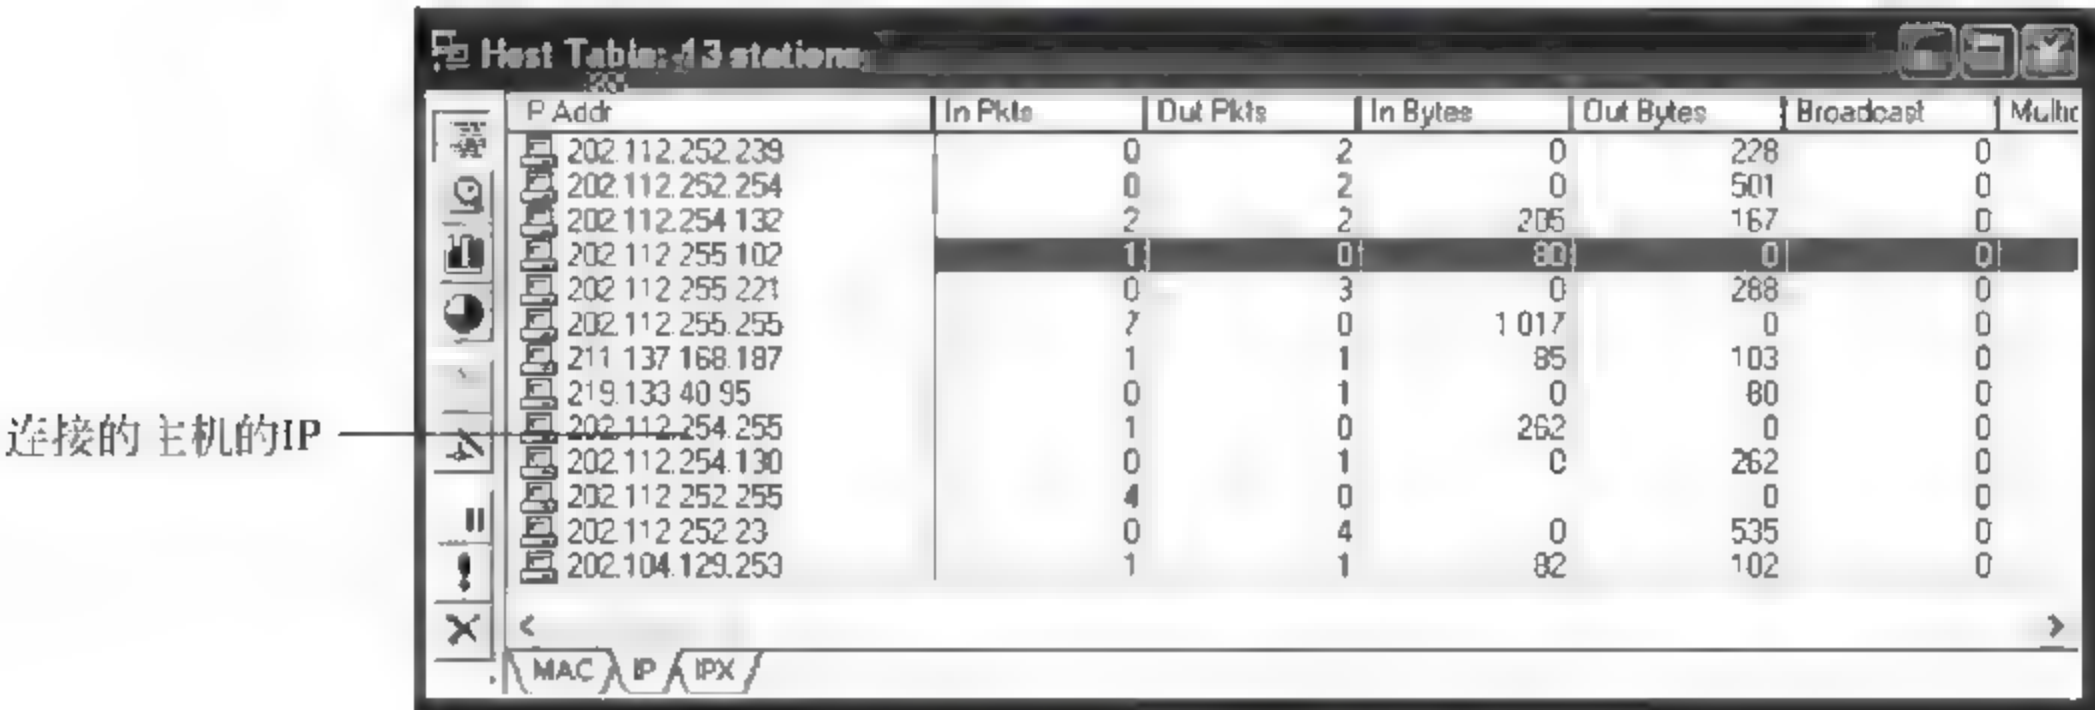 Host Table: 13 stations
IP Addr In Pkts Out Pkts In Bytes Out Bytes Broadcast Multic
202.112.252.239 0 2 0 228 0
202.112.252.254 0 2 0 501 0
202.112.254.132 2 2 205 167 0
202.112.255.102 1 0 80 0 0
202.112.255.221 0 3 0 288 0
202.112.255.255 7 0 1 017 0 0
211.137.168.187 1 1 85 103 0
219.133.40.95 0 1 0 80 0
连接的主机的IP
202.112.254.255 1 0 262 0 0
202.112.254.130 0 1 0 262 0
202.112.252.255 4 0 0 0
202.112.252.23 0 4 0 535 0
202.104.129.253 1 1 82 102 0
MAC IP IPX